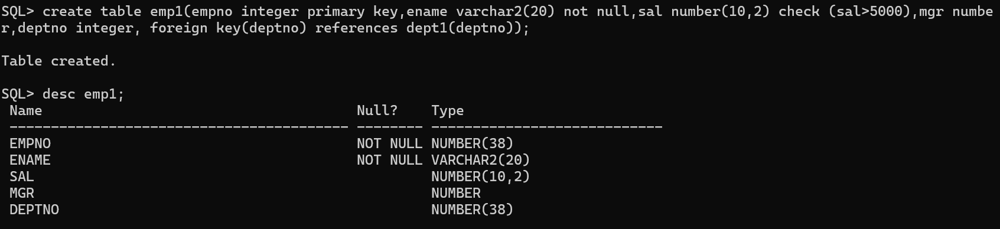 SQL> create table emp1(empno integer primary key,ename varchar2(20) not null,sal number(10,2) check (sal>5000),mgr numbe
r,deptno integer, foreign key(deptno) references dept1(deptno));
Table created.
SQL> desc emp1;
 Name                                      Null?    Type
 ----------------------------------------- -------- ----------------------------
 EMPNO                                     NOT NULL NUMBER(38)
 ENAME                                     NOT NULL VARCHAR2(20)
 SAL                                                NUMBER(10,2)
 MGR                                                NUMBER
 DEPTNO                                             NUMBER(38)